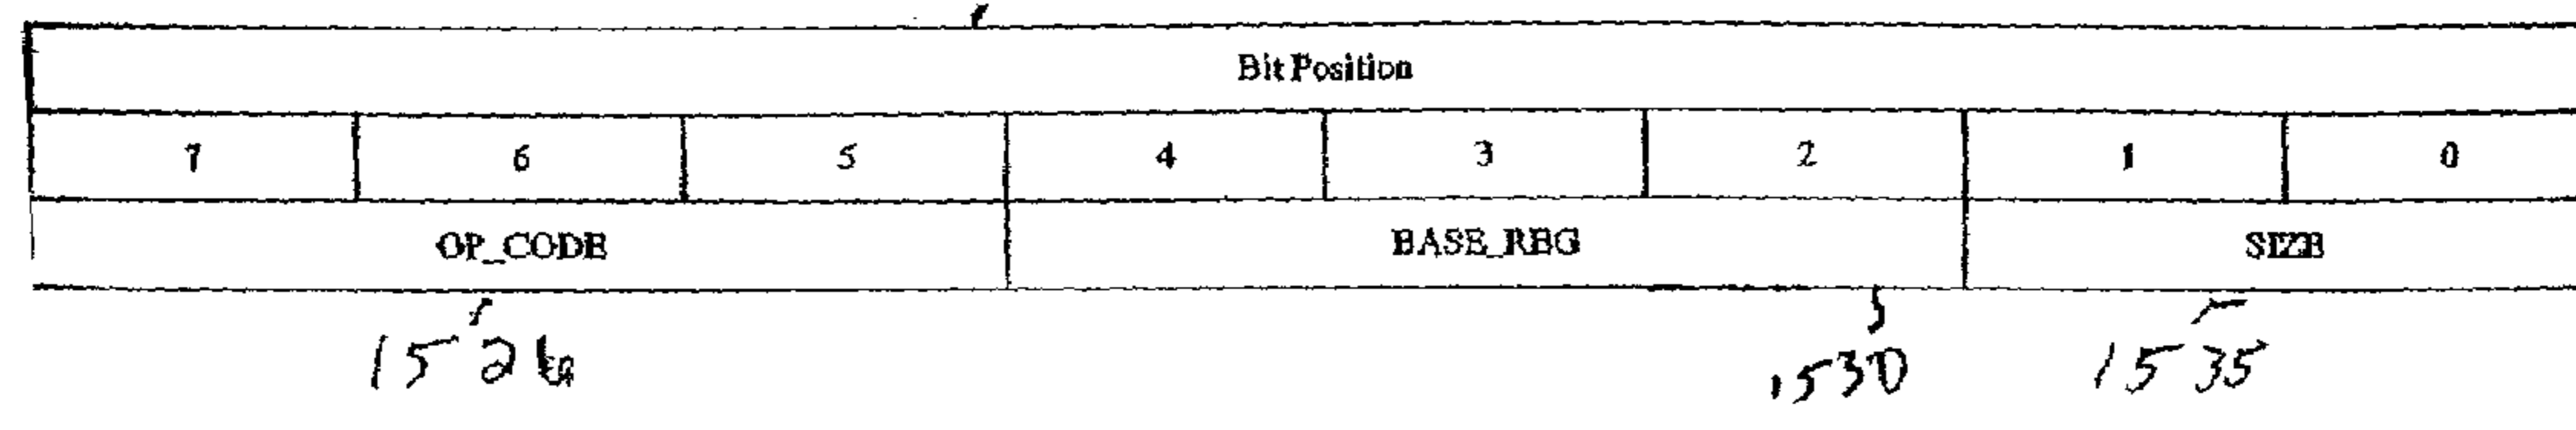 Bit Position
7 6 5 4 3 2 1 0
OP_CODE BASE_REG SIZE
1530 1535